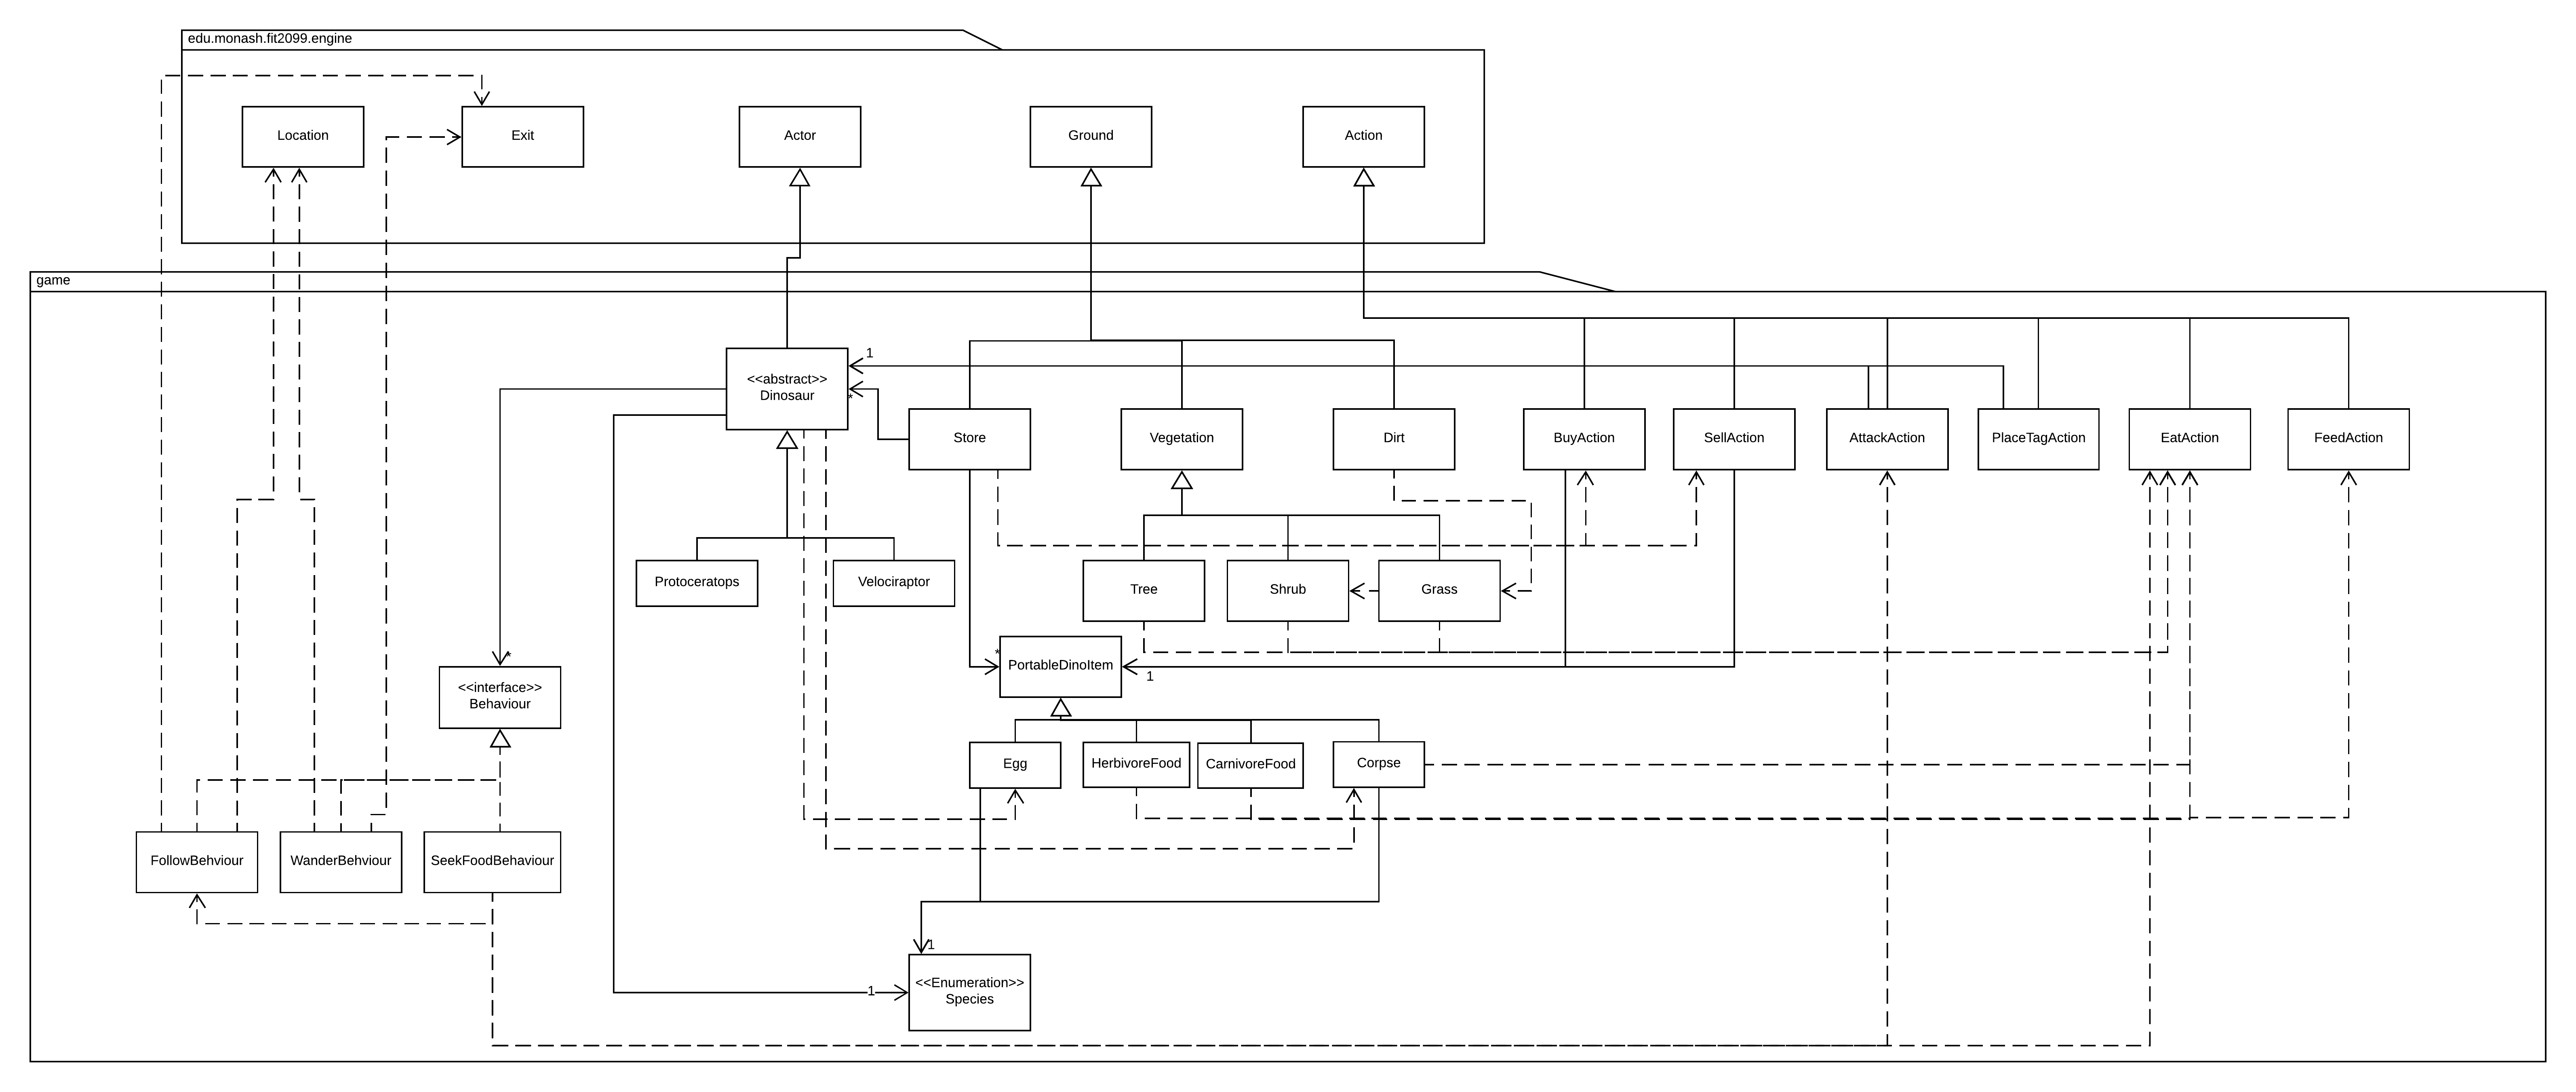 edu.monash.fit2099.engine
Location
Exit
Actor
Ground
Action
game
1
<<abstract>>
Dinosaur
*
Store
Vegetation
Dirt
BuyAction
SellAction
AttackAction
PlaceTagAction
EatAction
FeedAction
Protoceratops
Velociraptor
Tree
Shrub
Grass
*
*
PortableDinoItem
1
<<interface>>
Behaviour
Egg
HerbivoreFood
CarnivoreFood
Corpse
FollowBehviour
WanderBehviour
SeekFoodBehaviour
1
<<Enumeration>>
Species
1